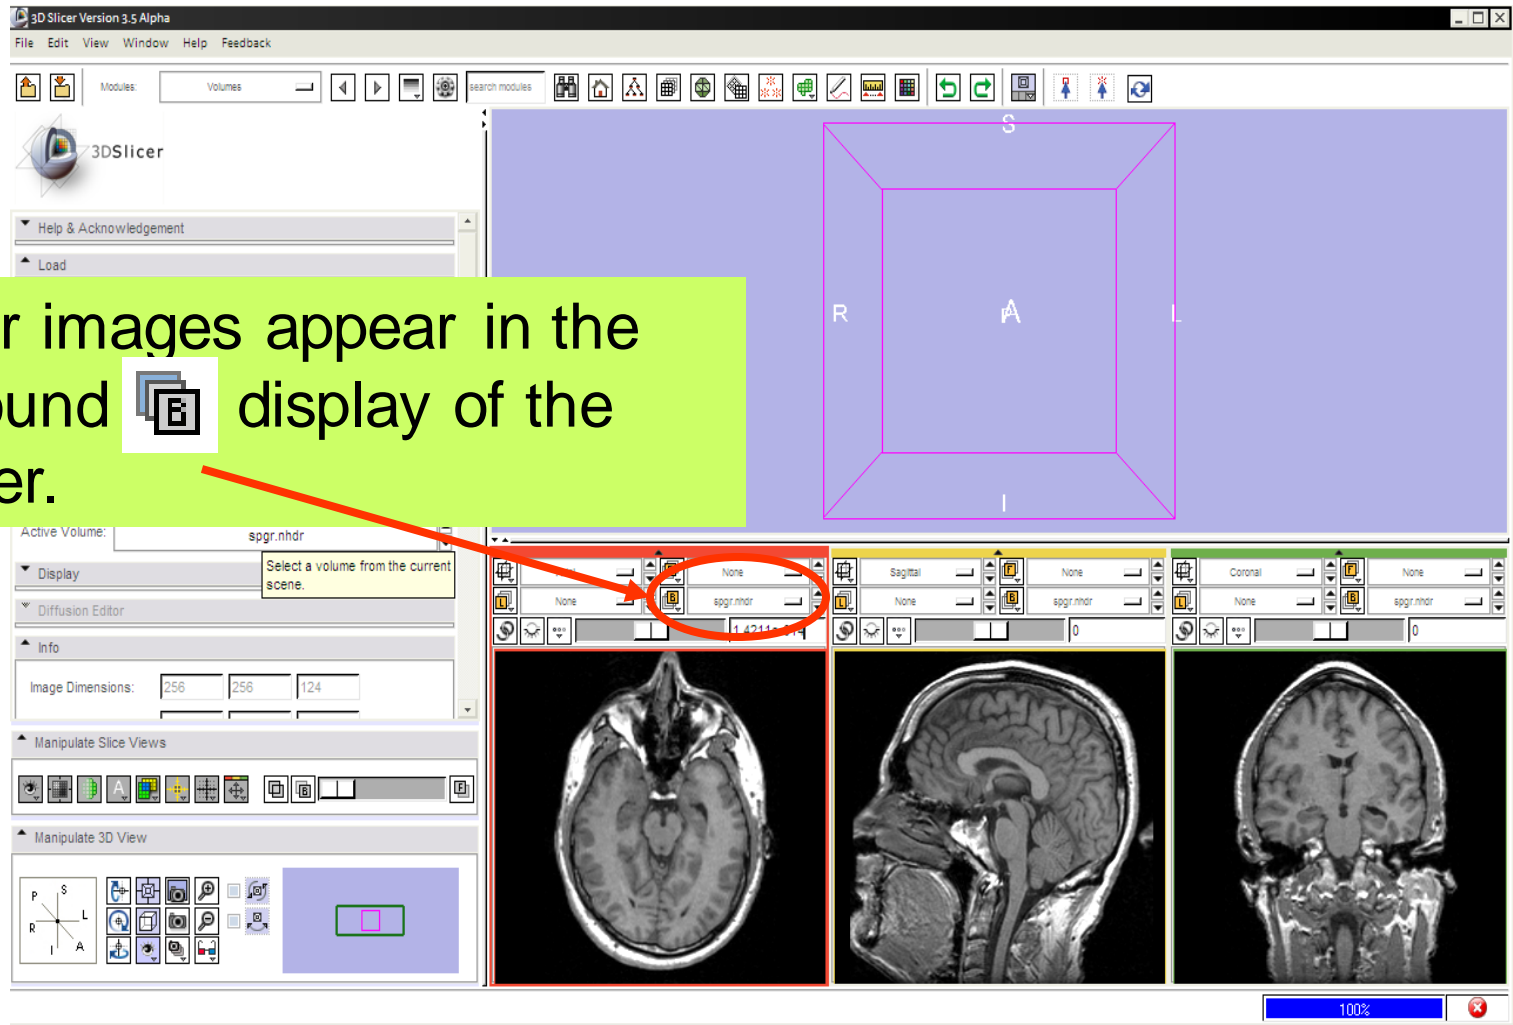 3D Slicer Version 3.5 Alpha
File Edit View Window Help Feedback
Modules: Volumes search modules
3DSlicer
Help & Acknowledgement
Load
r images appear in the
ound B display of the
er.
Active Volume: spgr.nhdr
Select a volume from the current
scene.
Display
Diffusion Editor
Info
Image Dimensions: 256 256 124
Manipulate Slice Views
A B F
Manipulate 3D View
P S
R L
I A
S
R A P L
I
F None
L None B spgr.nhdr
Sagittal F None
L None B spgr.nhdr
0
Coronal F None
L None B spgr.nhdr
0
100%